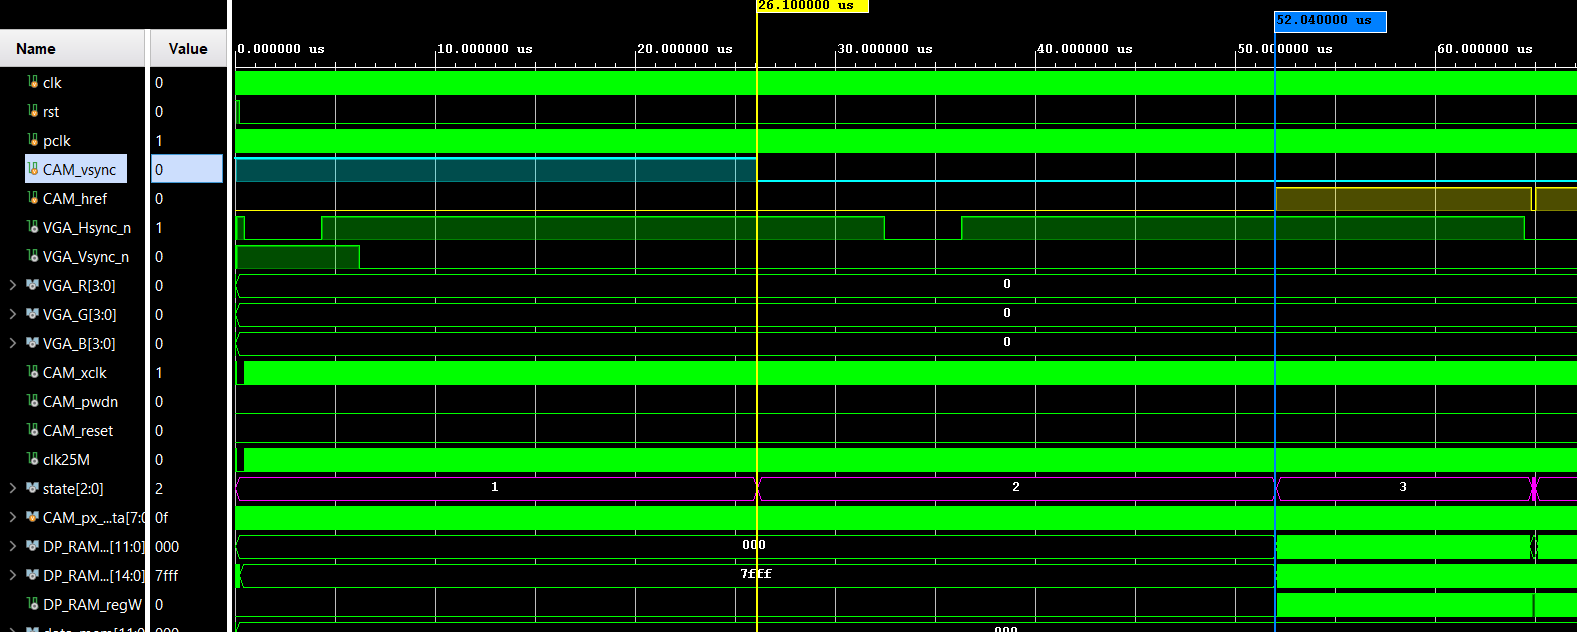 26.100000 us
52.040000 us
Name Value
0.000000 us 10.000000 us 20.000000 us 30.000000 us 40.000000 us 50.000000 us 60.000000 us
clk 0
rst 0
pclk 1
CAM_vsync 0
CAM_href 0
VGA_Hsync_n 1
VGA_Vsync_n 0
VGA_R[3:0] 0 0
VGA_G[3:0] 0 0
VGA_B[3:0] 0 0
CAM_xclk 1
CAM_pwdn 0
CAM_reset 0
clk25M 0
state[2:0] 2 1 2 3
CAM_px_...ta[7:0 0f
DP_RAM...[11:0] 000 000
DP_RAM...[14:0] 7fff 7fff
DP_RAM_regW 0
000